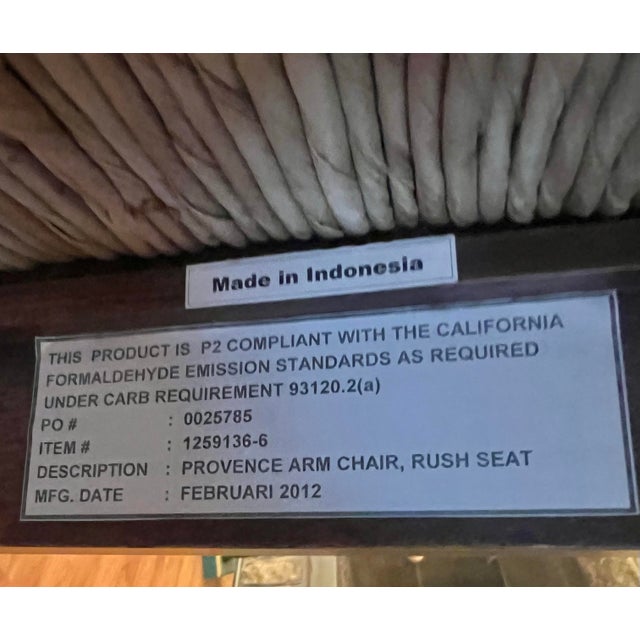 Made in Indonesia
THIS PRODUCT IS P2 COMPLIANT WITH THE CALIFORNIA
FORMALDEHYDE EMISSION STANDARDS AS REQUIRED
UNDER CARB REQUIREMENT 93120.2(a)
PO # : 0025785
ITEM # : 1259136-6
DESCRIPTION : PROVENCE ARM CHAIR, RUSH SEAT
MFG. DATE : FEBRUARI 2012